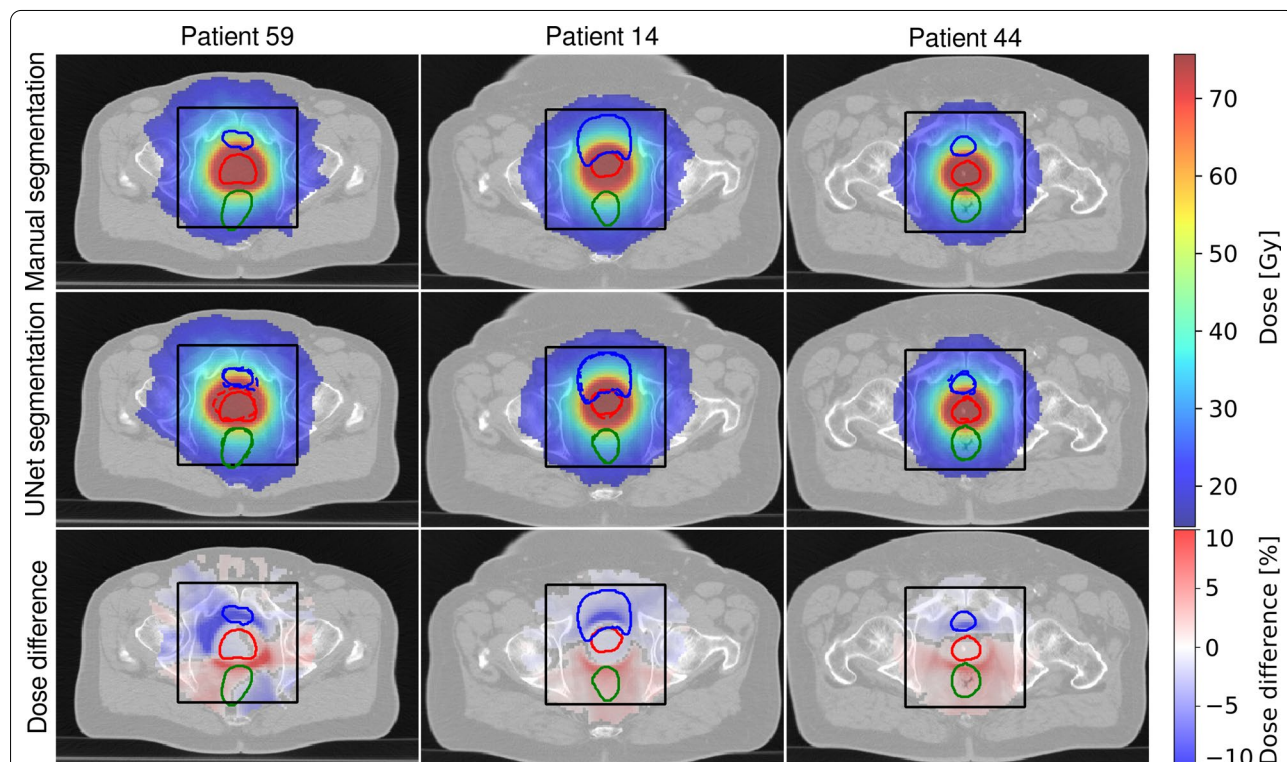 Patient 59
Patient 14
Patient 44
Manual segmentation
UNet segmentation
Dose difference
70
60
50
40
30
20
Dose [Gy]
10
5
0
−5
−10
Dose difference [%]